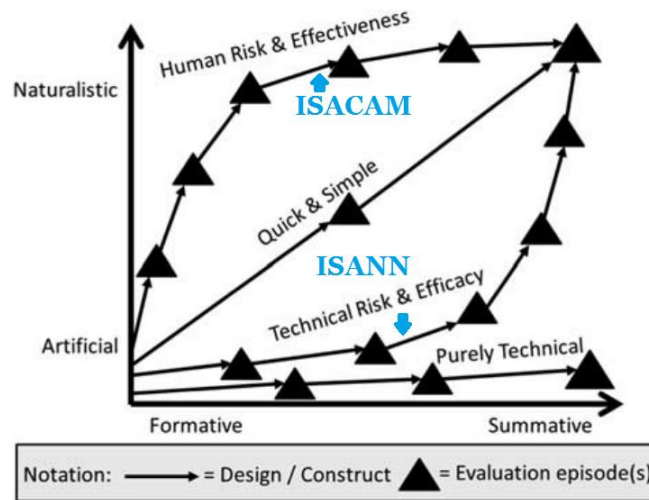 Human Risk & Effectiveness
Naturalistic
ISACAM
Quick & Simple
ISANN
Technical Risk & Efficacy
Artificial
Purely Technical
Formative Summative
Notation: = Design / Construct = Evaluation episode(s)